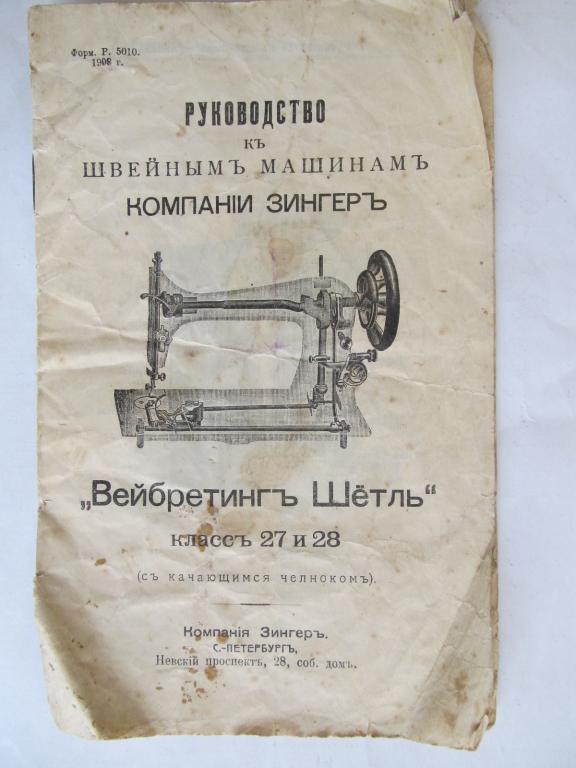 Форм. Р. 5010.
1908 г.
РУКОВОДСТВО
КЪ
ШВЕЙНЫМЪ МАШИНАМЪ
КОМПАНІИ ЗИНГЕРЪ
„Вейбретингъ Шётль“
классъ 27 и 28
(съ качающимся челнокомъ).
Компанія Зингеръ.
С.-ПЕТЕРБУРГЪ,
Невскій проспектъ, 28, соб. домъ.